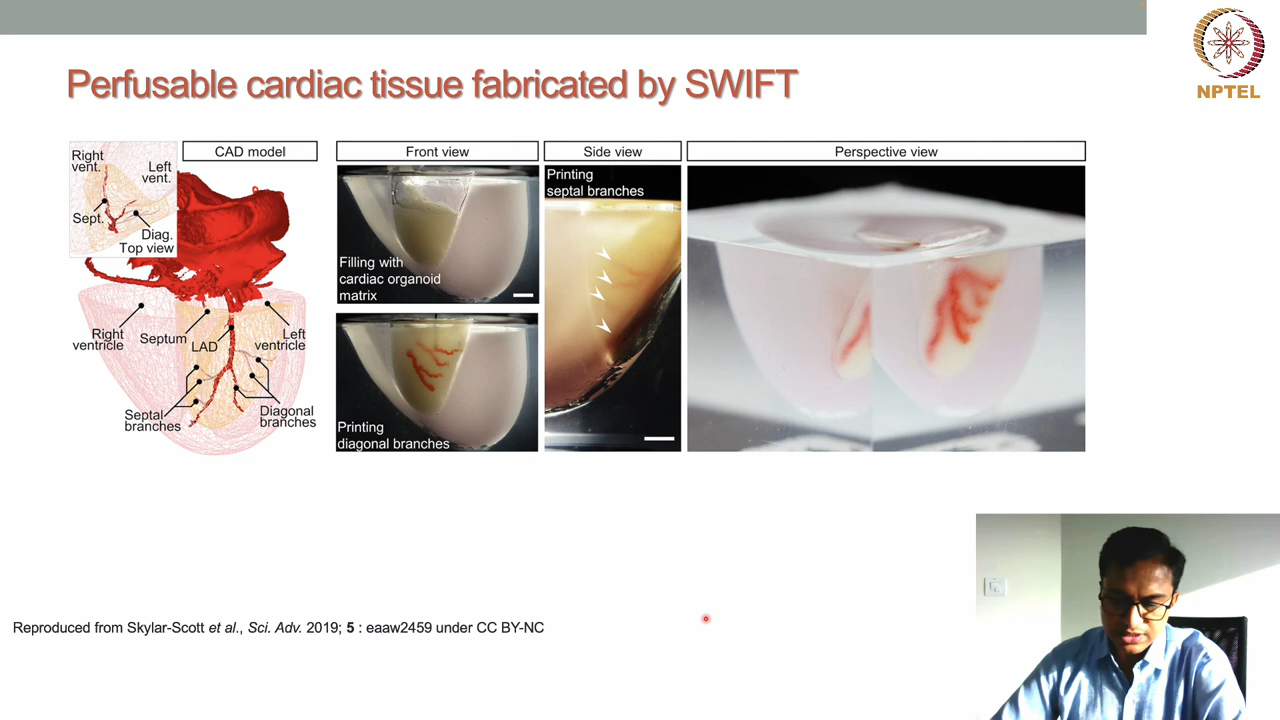 NPTEL
Perfusable cardiac tissue fabricated by SWIFT
Right
vent.
Left
vent.
Sept.
Diag.
Top view
CAD model
Right
ventricle
Septum
LAD
Left
ventricle
Septal
branches
Diagonal
branches
Front view
Filling with
cardiac organoid
matrix
Printing
diagonal branches
Side view
Printing
septal branches
Perspective view
Reproduced from Skylar-Scott et al., Sci. Adv. 2019; 5 : eaaw2459 under CC BY-NC